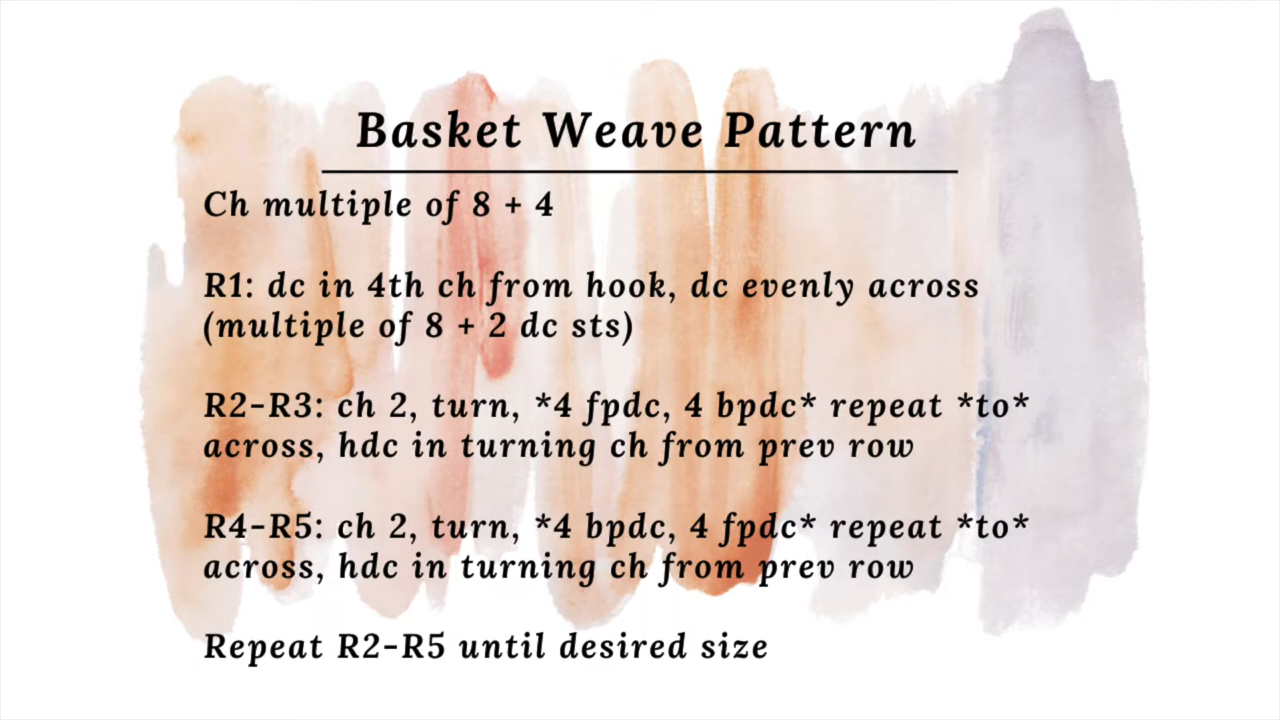 Basket Weave Pattern
Ch multiple of 8 + 4
R1: dc in 4th ch from hook, dc evenly across
(multiple of 8 + 2 dc sts)
R2-R3: ch 2, turn, *4 fpdc, 4 bpdc* repeat *to*
across, hdc in turning ch from prev row
R4-R5: ch 2, turn, *4 bpdc, 4 fpdc* repeat *to*
across, hdc in turning ch from prev row
Repeat R2-R5 until desired size